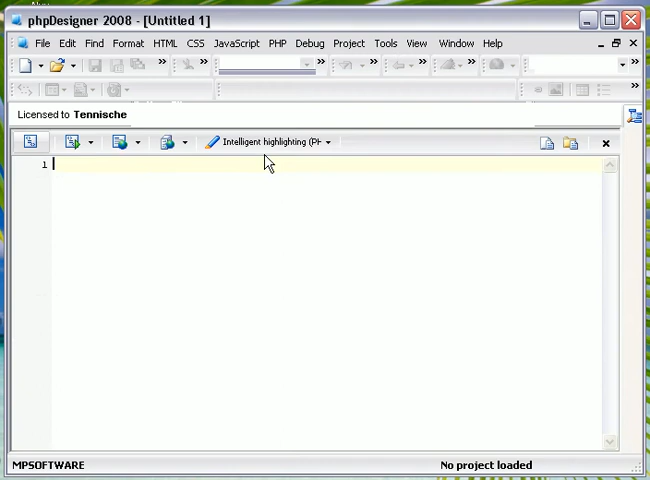 phpDesigner 2008 - [Untitled 1]
File Edit Find Format HTML CSS JavaScript PHP Debug Project Tools View Window Help
Licensed to Tennische
Intelligent highlighting (PH
1
MPSOFTWARE No project loaded